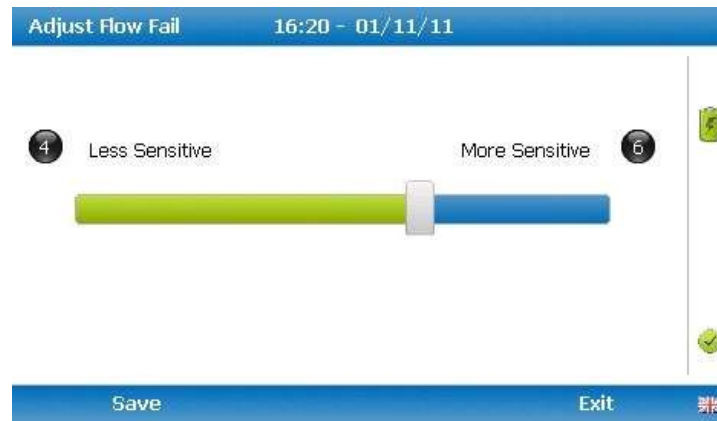 Adjust Flow Fail 16:20 - 01/11/11
4 Less Sensitive More Sensitive 6
Save Exit